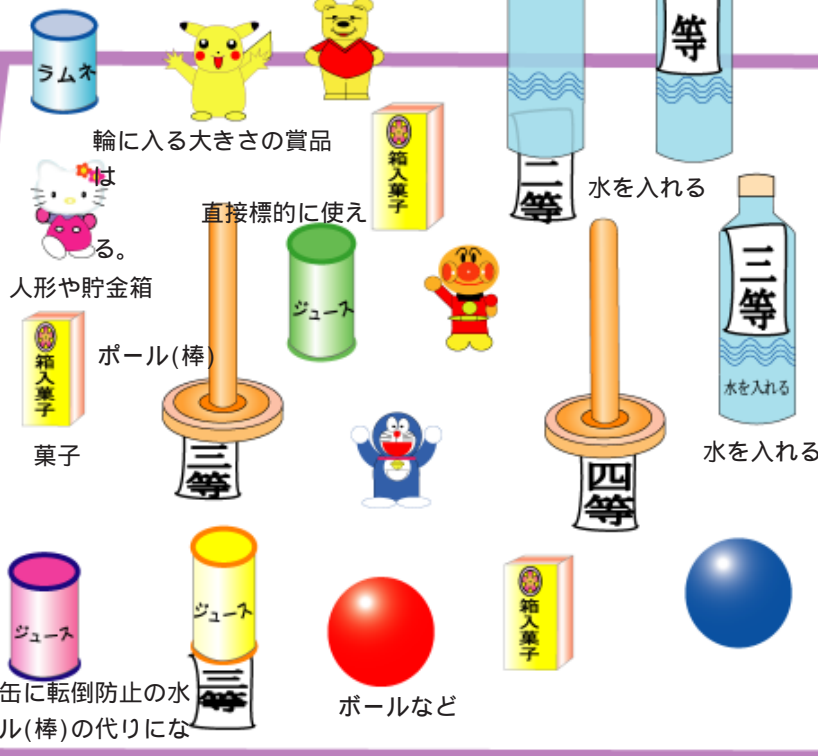 等
ラムネ
輪に入る大きさの賞品
は
箱入菓子
二等
水を入れる
直接標的に使え
る。
三等
人形や貯金箱
ジュース
箱入菓子
ポール(棒)
水を入れる
菓子
三等
四等
水を入れる
ジュース
ジュース
箱入菓子
三等
缶に転倒防止の水
ル(棒)の代りにな
ボールなど